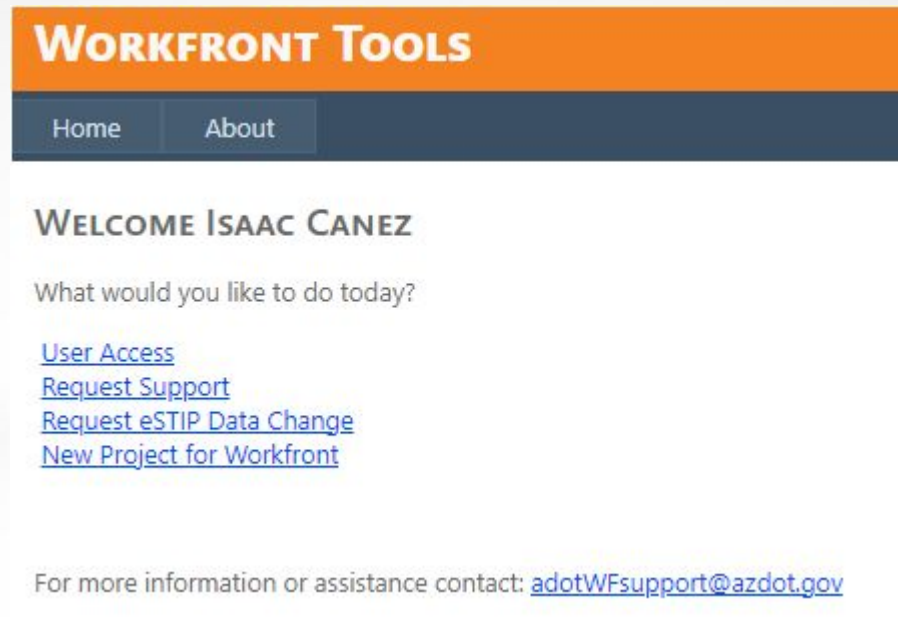 Workfront Tools
Home About
Welcome Isaac Canez
What would you like to do today?
User Access
Request Support
Request eSTIP Data Change
New Project for Workfront
For more information or assistance contact: adotWFsupport@azdot.gov